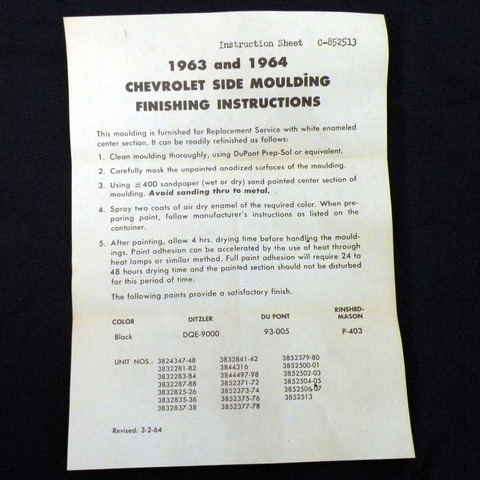 Instruction Sheet C-852513
1963 and 1964
CHEVROLET SIDE MOULDING
FINISHING INSTRUCTIONS
This moulding is furnished for Replacement Service with white enameled
center section. It can be readily refinished as follows:
1. Clean moulding thoroughly, using DuPont Prep-Sol or equivalent.
2. Carefully mask the unpainted anodized surfaces of the moulding.
3. Using #400 sandpaper (wet or dry) sand painted center section of
moulding. Avoid sanding thru to metal.
4. Spray two coats of air dry enamel of the required color. When pre-
paring paint, follow manufacturer's instructions as listed on the
container.
5. After painting, allow 4 hrs. drying time before handling the mould-
ings. Paint adhesion can be accelerated by the use of heat through
heat lamps or similar method. Full paint adhesion will require 24 to
48 hours drying time and the painted section should not be disturbed
for this period of time.
The following paints provide a satisfactory finish.
COLOR DITZLER DU PONT RINSHED-
MASON
Black DQE-9000 93-005 P-403
UNIT NOS.: 3824347-48 3832841-42 3852379-80
3832281-82 3844316 3852500-01
3832283-84 3844497-98 3852502-03
3832287-88 3852371-72 3852504-05
3832825-26 3852373-74 3852506-07
3832835-36 3852375-76 3852513
3832837-38 3852377-78
Revised: 3-2-64